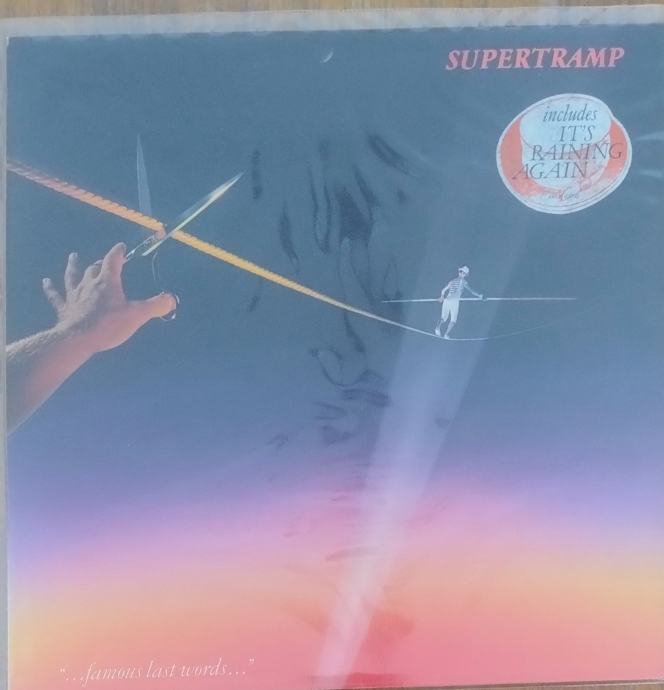 SUPERTRAMP
includes
IT'S
RAINING
AGAIN
"...famous last words..."